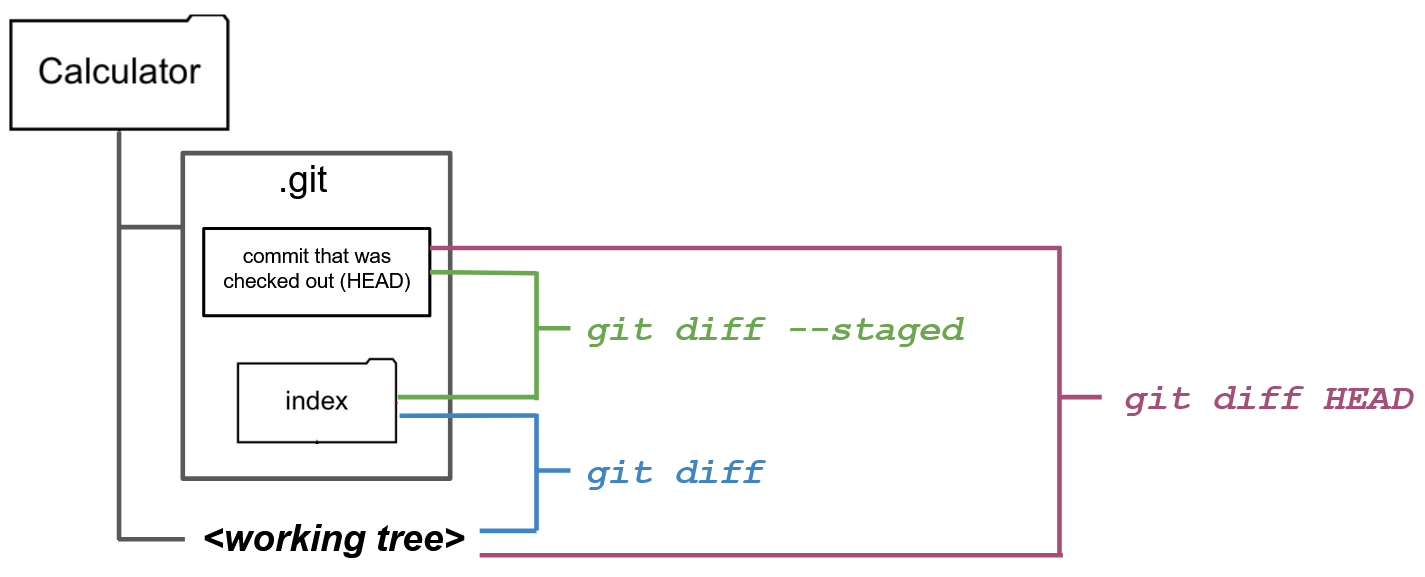 Calculator
.git
commit that was
checked out (HEAD)
git diff --staged
index
git diff HEAD
git diff
<working tree>